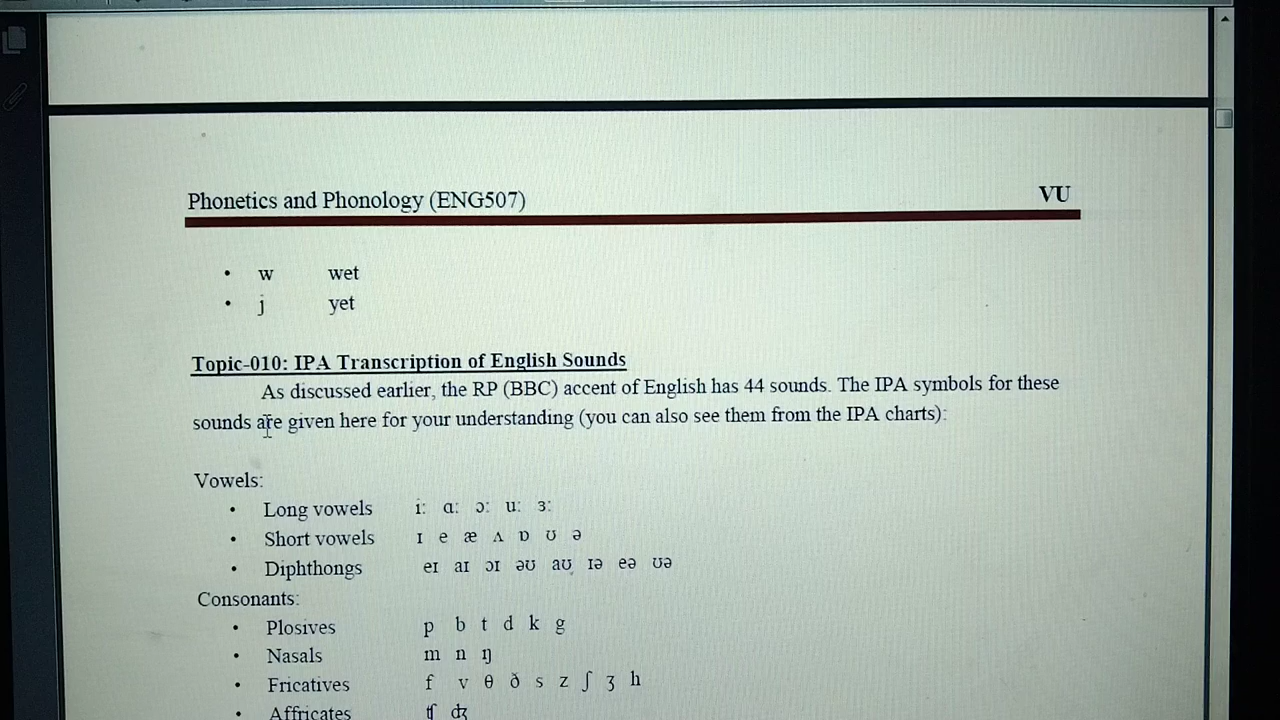 Phonetics and Phonology (ENG507) VU
• w wet
• j yet
Topic-010: IPA Transcription of English Sounds
As discussed earlier, the RP (BBC) accent of English has 44 sounds. The IPA symbols for these
sounds are given here for your understanding (you can also see them from the IPA charts):
Vowels:
• Long vowels iː ɑː ɔː uː ɜː
• Short vowels ɪ e æ ʌ ɒ ʊ ə
• Diphthongs eɪ aɪ ɔɪ əʊ aʊ ɪə eə ʊə
Consonants:
• Plosives p b t d k g
• Nasals m n ŋ
• Fricatives f v θ ð s z ʃ ʒ h
• Affricates ʧ ʤ